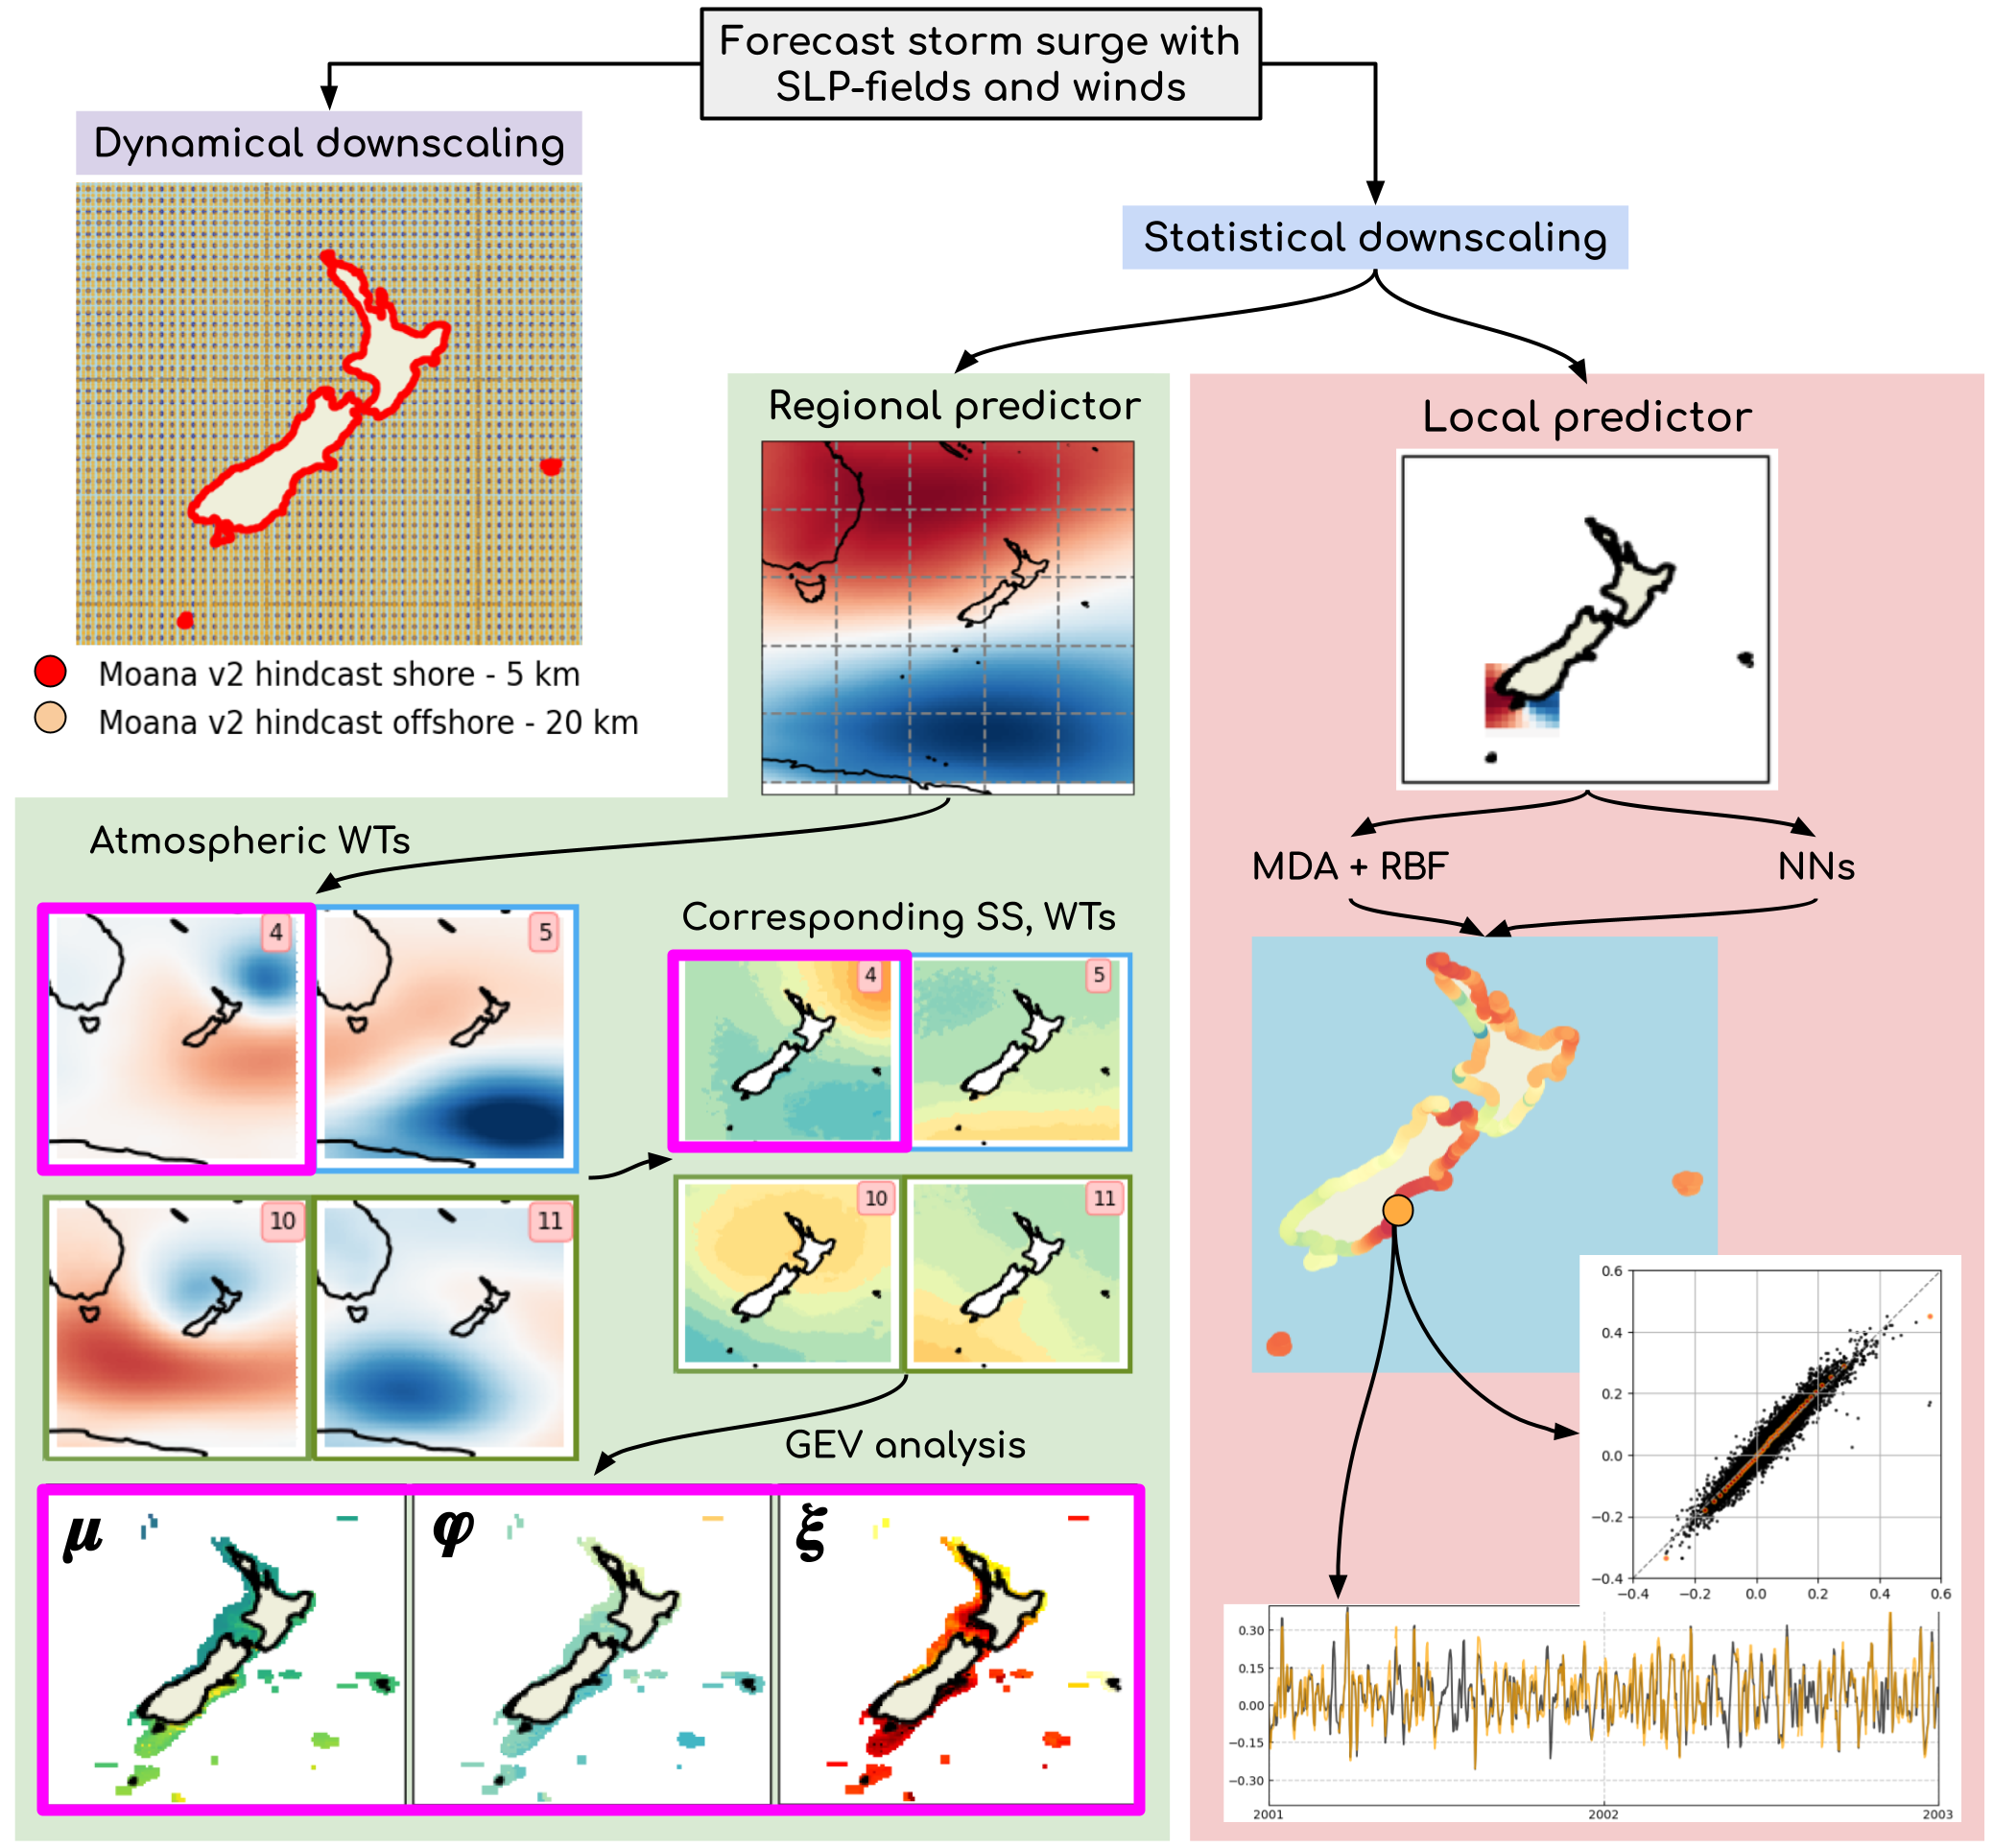 Forecast storm surge with
SLP-fields and winds
Dynamical downscaling
Statistical downscaling
Moana v2 hindcast shore - 5 km
Moana v2 hindcast offshore - 20 km
Regional predictor
Local predictor
Atmospheric WTs
4
5
10
11
Corresponding SS, WTs
4
5
10
11
GEV analysis
μ
φ
ξ
MDA + RBF
NNs
0.6
0.4
0.2
0.0
−0.2
−0.4
−0.4 −0.2 0.0 0.2 0.4 0.6
0.30
0.15
0.00
−0.15
−0.30
2001 2002 2003